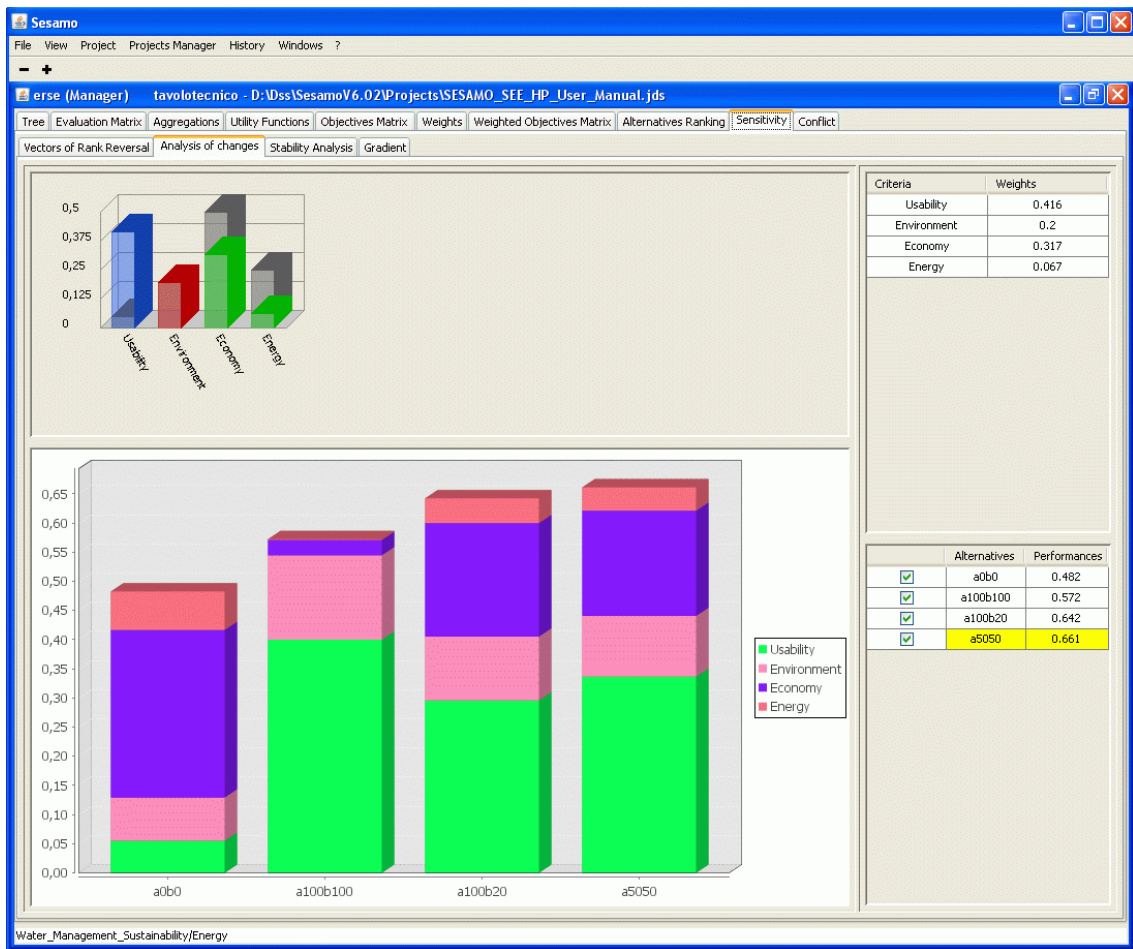 Sesamo
File View Project Projects Manager History Windows ?
erse (Manager) tavolotecnico - D:\Dss\SesamoV6.02\Projects\SESAMO_SEE_HP_User_Manual.jds
Tree Evaluation Matrix Aggregations Utility Functions Objectives Matrix Weights Weighted Objectives Matrix Alternatives Ranking Sensitivity Conflict
Vectors of Rank Reversal Analysis of changes Stability Analysis Gradient
0,5
0,375
0,25
0,125
0
Usability Environment Economy Energy
Criteria Weights
Usability 0.416
Environment 0.2
Economy 0.317
Energy 0.067
0,65
0,60
0,55
0,50
0,45
0,40
0,35
0,30
0,25
0,20
0,15
0,10
0,05
0,00
a0b0 a100b100 a100b20 a5050
Usability
Environment
Economy
Energy
Alternatives Performances
a0b0 0.482
a100b100 0.572
a100b20 0.642
a5050 0.661
Water_Management_Sustainability/Energy